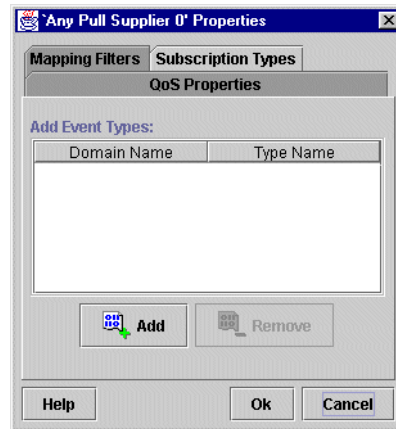 `Any Pull Supplier 0' Properties
Mapping Filters Subscription Types
QoS Properties
Add Event Types:
Domain Name Type Name
Add Remove
Help Ok Cancel